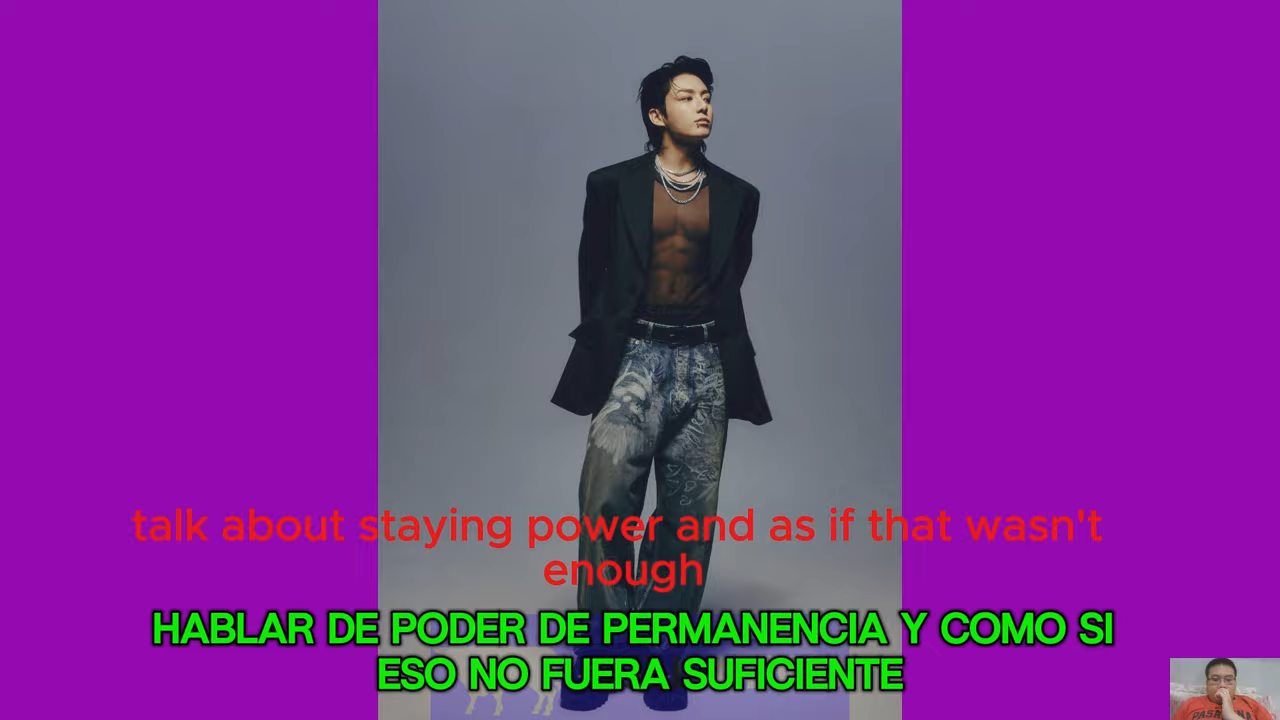 talk about staying power and as if that wasn't
enough
HABLAR DE PODER DE PERMANENCIA Y COMO SI
ESO NO FUERA SUFICIENTE